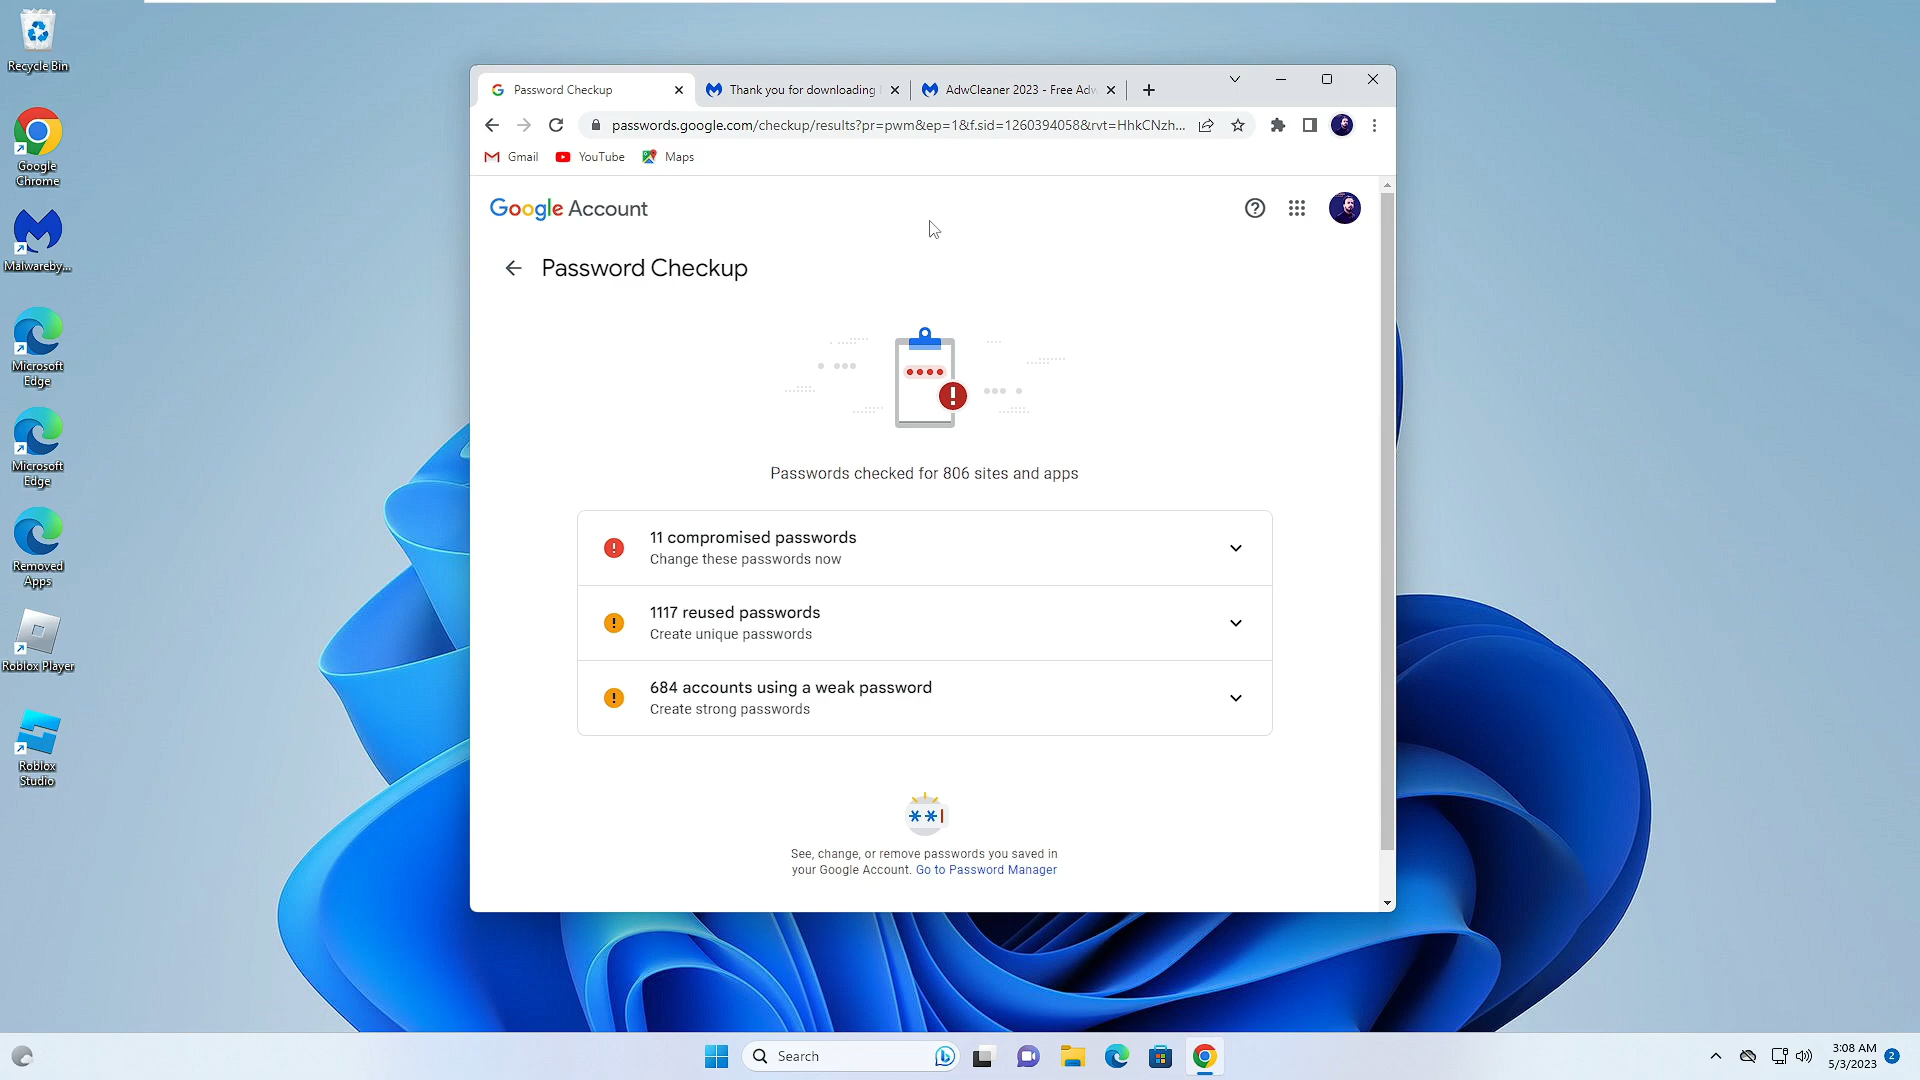 Recycle Bin
Google
Chrome
Malwareby...
Microsoft
Edge
Microsoft
Edge
Removed
Apps
Roblox Player
Roblox
Studio
Password Checkup
Thank you for downloading
AdwCleaner 2023 - Free Adw
passwords.google.com/checkup/results?pr=pwm&ep=1&f.sid=1260394058&rvt=HhkCNzh...
Gmail
YouTube
Maps
Google Account
Password Checkup
Passwords checked for 806 sites and apps
11 compromised passwords
Change these passwords now
1117 reused passwords
Create unique passwords
684 accounts using a weak password
Create strong passwords
See, change, or remove passwords you saved in
your Google Account. Go to Password Manager
Search
3:08 AM
5/3/2023
2